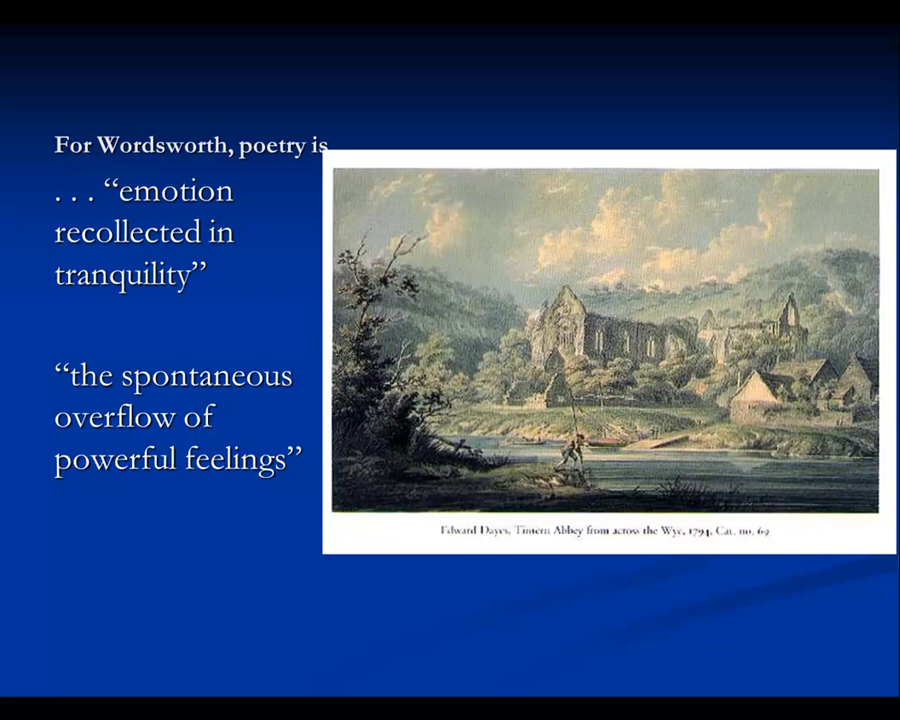 For Wordsworth, poetry is
. . . “emotion
recollected in
tranquility”
“the spontaneous
overflow of
powerful feelings”
Edward Dayes, Tintern Abbey from across the Wye, 1794, Cat. no. 69